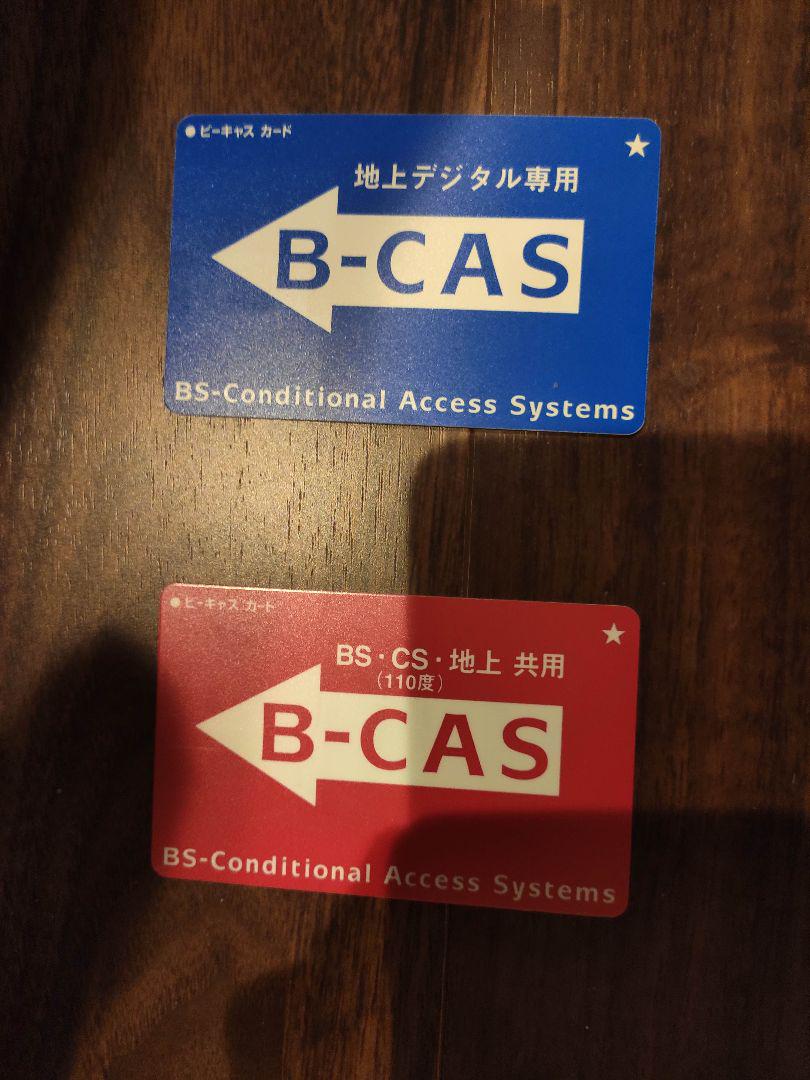 ●ビーキャス カード
★
地上デジタル専用
B-CAS
BS-Conditional Access Systems
●ビーキャス カード
★
BS・CS・地上 共用
(110度)
B-CAS
BS-Conditional Access Systems